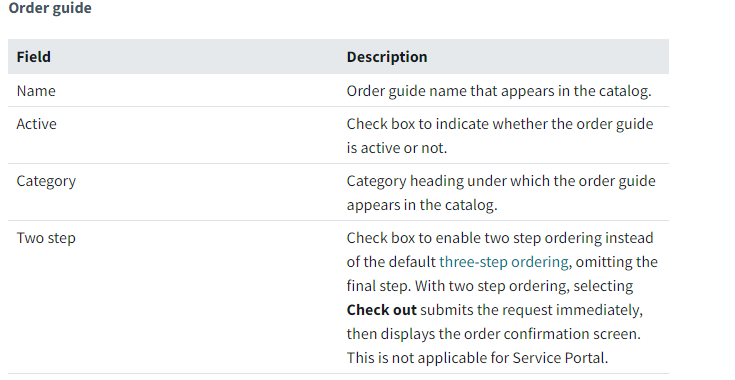 Order guide
Field Description
Name Order guide name that appears in the catalog.
Active Check box to indicate whether the order guide
is active or not.
Category Category heading under which the order guide
appears in the catalog.
Two step Check box to enable two step ordering instead
of the default three-step ordering, omitting the
final step. With two step ordering, selecting
Check out submits the request immediately,
then displays the order confirmation screen.
This is not applicable for Service Portal.